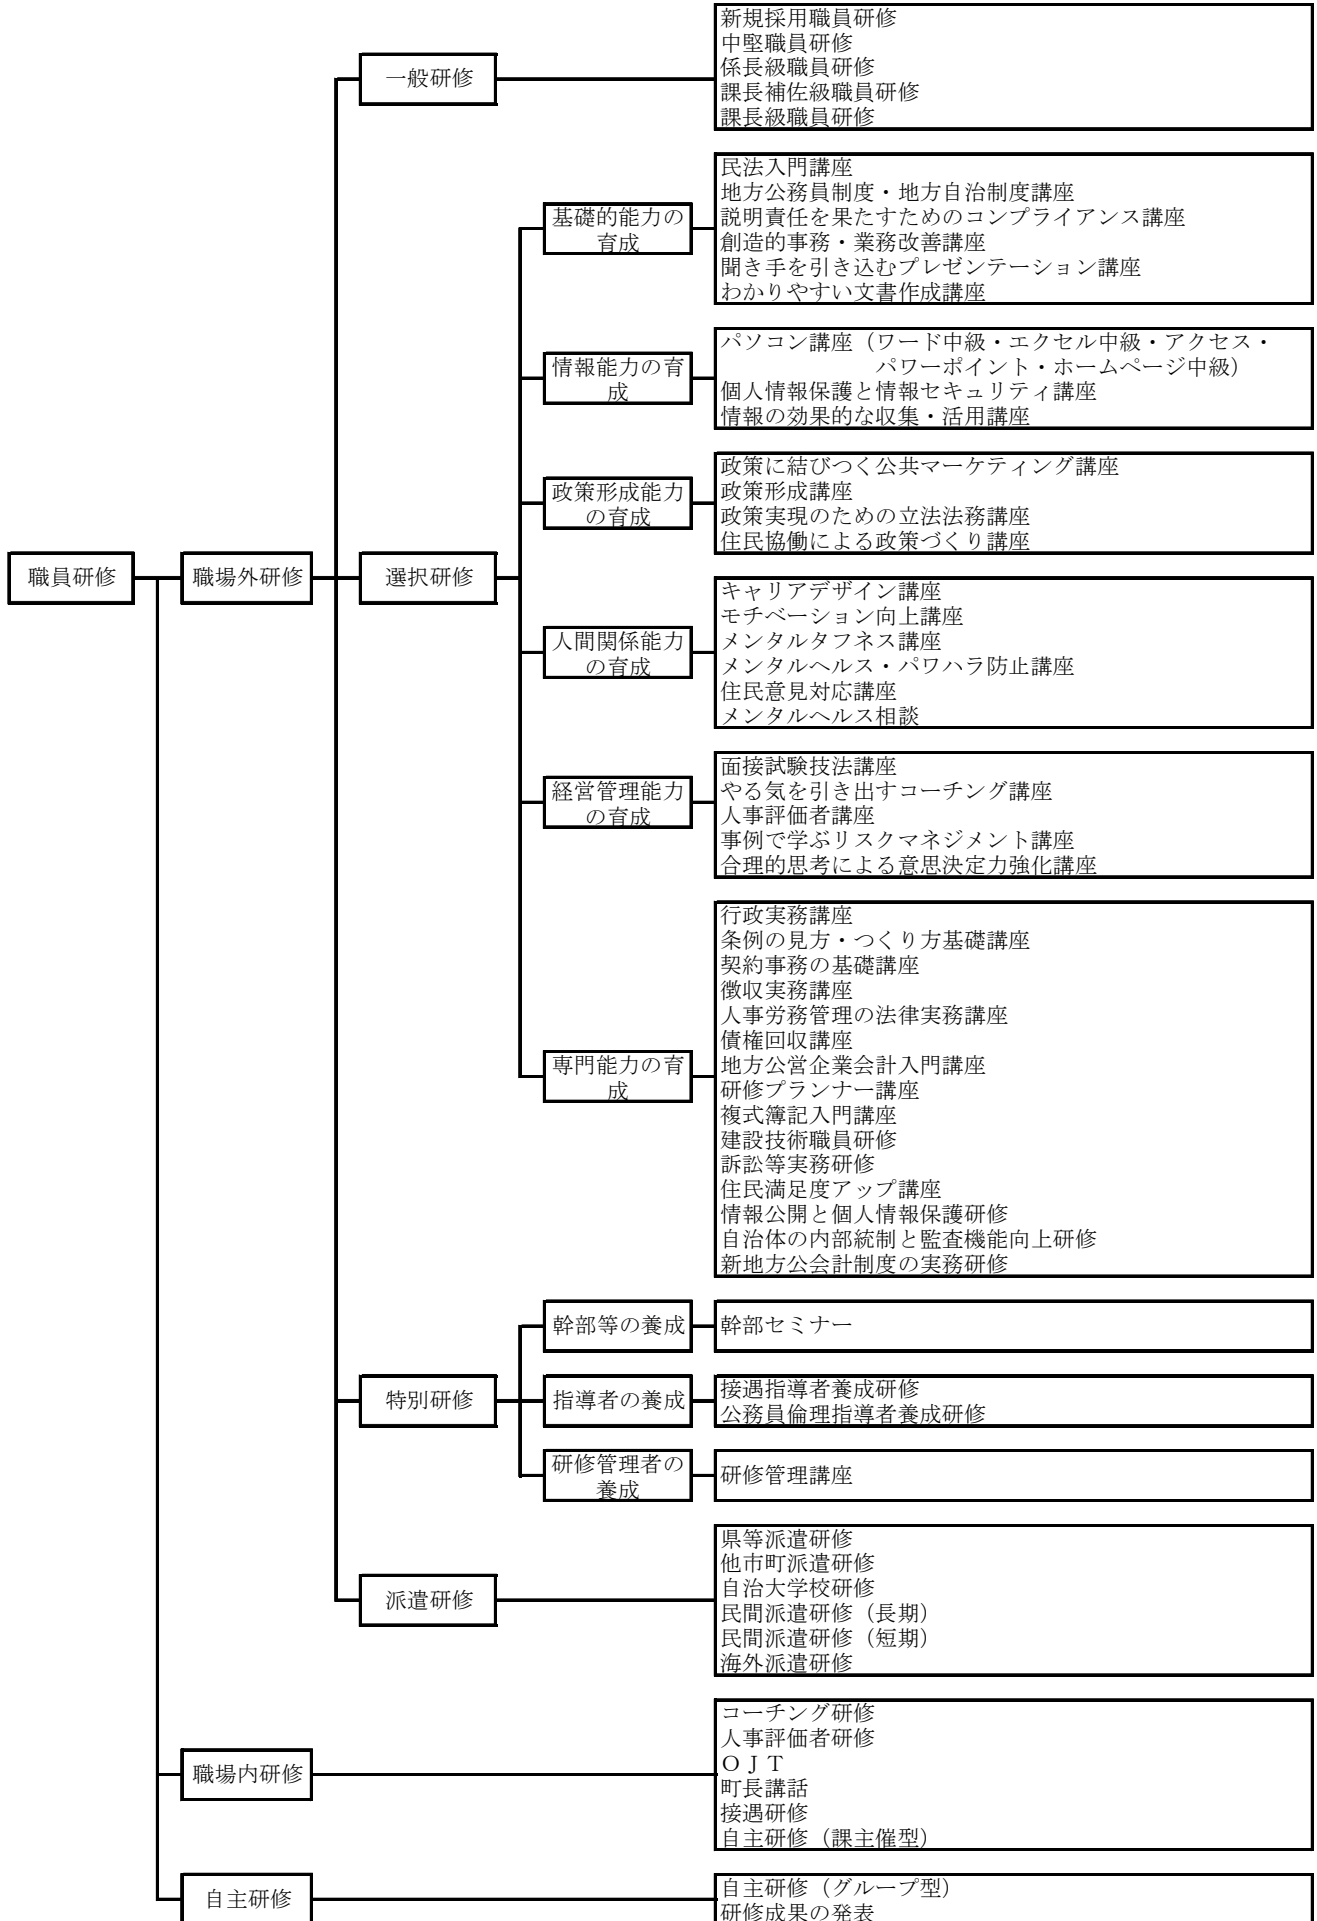 職員研修
職場外研修
一般研修
新規採用職員研修
中堅職員研修
係長級職員研修
課長補佐級職員研修
課長級職員研修
選択研修
基礎的能力の
育成
民法入門講座
地方公務員制度・地方自治制度講座
説明責任を果たすためのコンプライアンス講座
創造的事務・業務改善講座
聞き手を引き込むプレゼンテーション講座
わかりやすい文書作成講座
情報能力の育
成
パソコン講座（ワード中級・エクセル中級・アクセス・
パワーポイント・ホームページ中級）
個人情報保護と情報セキュリティ講座
情報の効果的な収集・活用講座
政策形成能力
の育成
政策に結びつく公共マーケティング講座
政策形成講座
政策実現のための立法法務講座
住民協働による政策づくり講座
人間関係能力
の育成
キャリアデザイン講座
モチベーション向上講座
メンタルタフネス講座
メンタルヘルス・パワハラ防止講座
住民意見対応講座
メンタルヘルス相談
経営管理能力
の育成
面接試験技法講座
やる気を引き出すコーチング講座
人事評価者講座
事例で学ぶリスクマネジメント講座
合理的思考による意思決定力強化講座
専門能力の育
成
行政実務講座
条例の見方・つくり方基礎講座
契約事務の基礎講座
徴収実務講座
人事労務管理の法律実務講座
債権回収講座
地方公営企業会計入門講座
研修プランナー講座
複式簿記入門講座
建設技術職員研修
訴訟等実務研修
住民満足度アップ講座
情報公開と個人情報保護研修
自治体の内部統制と監査機能向上研修
新地方公会計制度の実務研修
特別研修
幹部等の養成
幹部セミナー
指導者の養成
接遇指導者養成研修
公務員倫理指導者養成研修
研修管理者の
養成
研修管理講座
派遣研修
県等派遣研修
他市町派遣研修
自治大学校研修
民間派遣研修（長期）
民間派遣研修（短期）
海外派遣研修
職場内研修
コーチング研修
人事評価者研修
ＯＪＴ
町長講話
接遇研修
自主研修（課主催型）
自主研修
自主研修（グループ型）
研修成果の発表